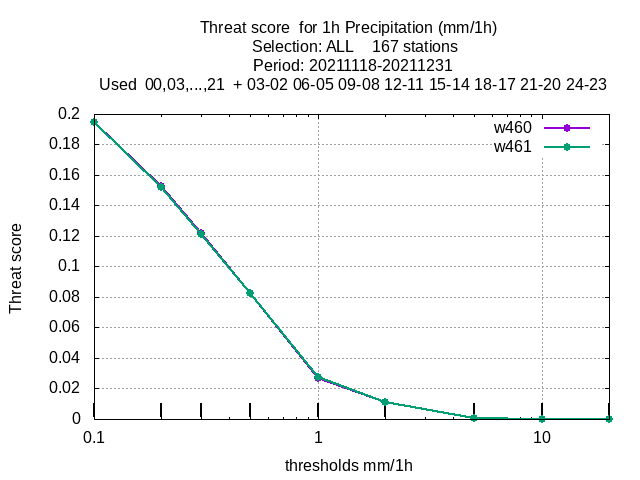 Threat score  for 1h Precipitation (mm/1h)
Selection: ALL    167 stations
Period: 20211118-20211231
Used  00,03,...,21  + 03-02 06-05 09-08 12-11 15-14 18-17 21-20 24-23
w460
w461
0.2
0.18
0.16
0.14
0.12
0.1
0.08
0.06
0.04
0.02
0
Threat score
0.1 1 10
thresholds mm/1h